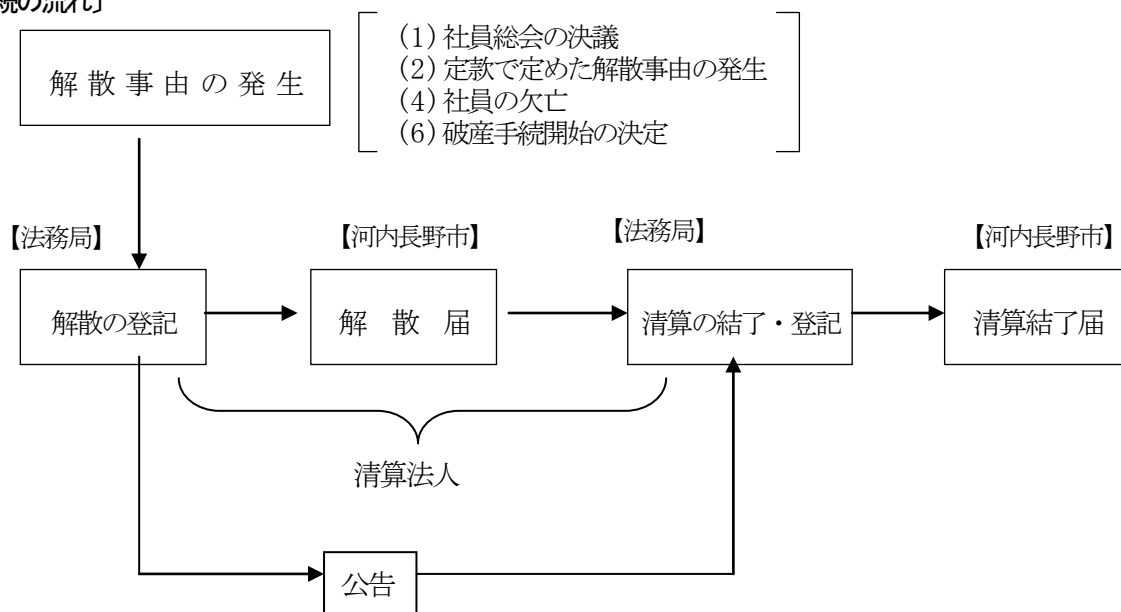 続の流れ〕
解散事由の発生
(1) 社員総会の決議
(2) 定款で定めた解散事由の発生
(4) 社員の欠亡
(6) 破産手続開始の決定
【法務局】
【河内長野市】
【法務局】
【河内長野市】
解散の登記
解散届
清算の結了・登記
清算結了届
清算法人
公告